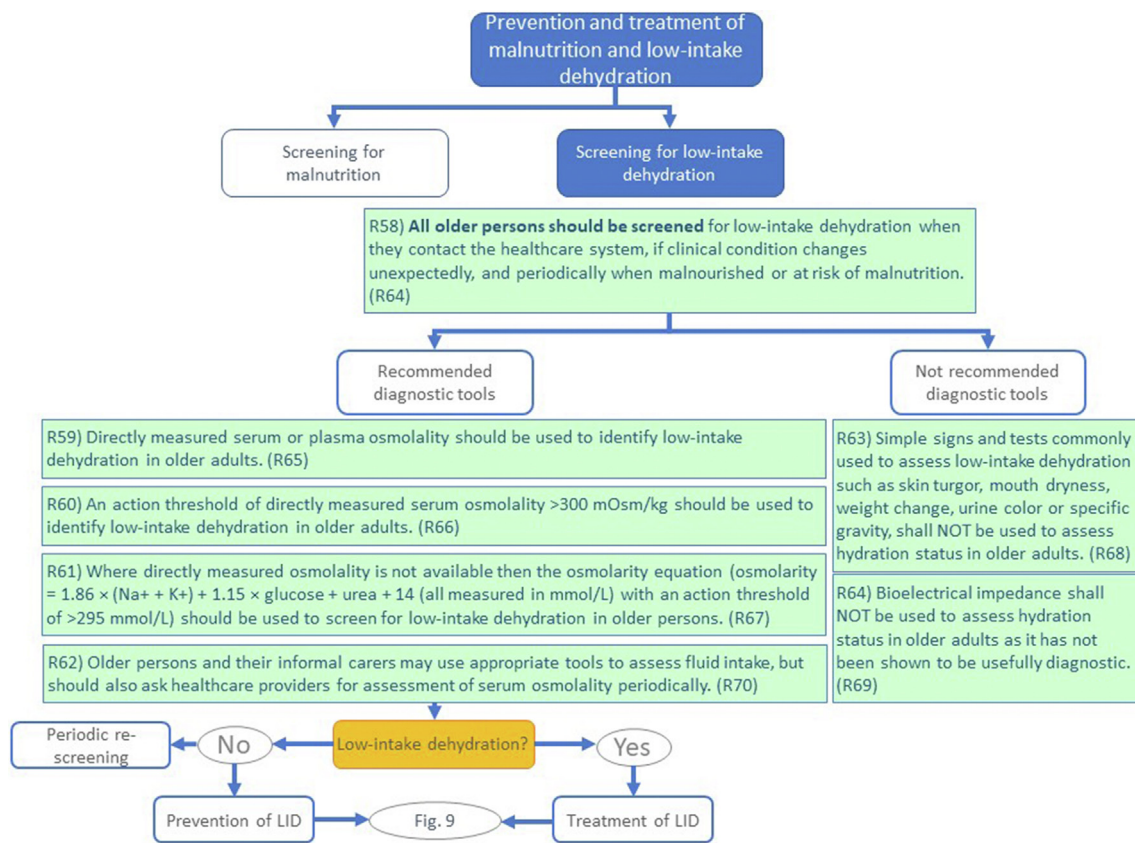 Prevention and treatment of
malnutrition and low-intake
dehydration
Screening for
malnutrition
Screening for low-intake
dehydration
R58) All older persons should be screened for low-intake dehydration when
they contact the healthcare system, if clinical condition changes
unexpectedly, and periodically when malnourished or at risk of malnutrition.
(R64)
Recommended
diagnostic tools
Not recommended
diagnostic tools
R59) Directly measured serum or plasma osmolality should be used to identify low-intake
dehydration in older adults. (R65)
R60) An action threshold of directly measured serum osmolality >300 mOsm/kg should be used to
identify low-intake dehydration in older adults. (R66)
R61) Where directly measured osmolality is not available then the osmolarity equation (osmolarity
= 1.86 × (Na+ + K+) + 1.15 × glucose + urea + 14 (all measured in mmol/L) with an action threshold
of >295 mmol/L) should be used to screen for low-intake dehydration in older persons. (R67)
R62) Older persons and their informal carers may use appropriate tools to assess fluid intake, but
should also ask healthcare providers for assessment of serum osmolality periodically. (R70)
R63) Simple signs and tests commonly
used to assess low-intake dehydration
such as skin turgor, mouth dryness,
weight change, urine color or specific
gravity, shall NOT be used to assess
hydration status in older adults. (R68)
R64) Bioelectrical impedance shall
NOT be used to assess hydration
status in older adults as it has not
been shown to be usefully diagnostic.
(R69)
Periodic re-
screening
No
Low-intake dehydration?
Yes
Prevention of LID
Fig. 9
Treatment of LID